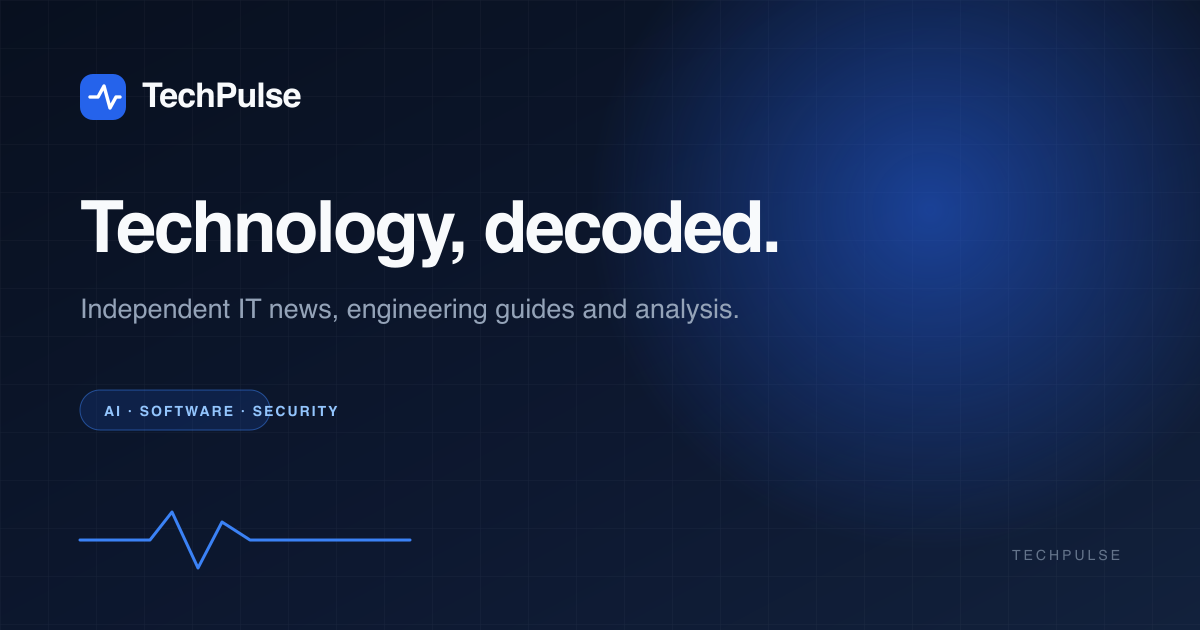 TechPulse
Technology, decoded.
Independent IT news, engineering guides and analysis.
AI · SOFTWARE · SECURITY
TECHPULSE